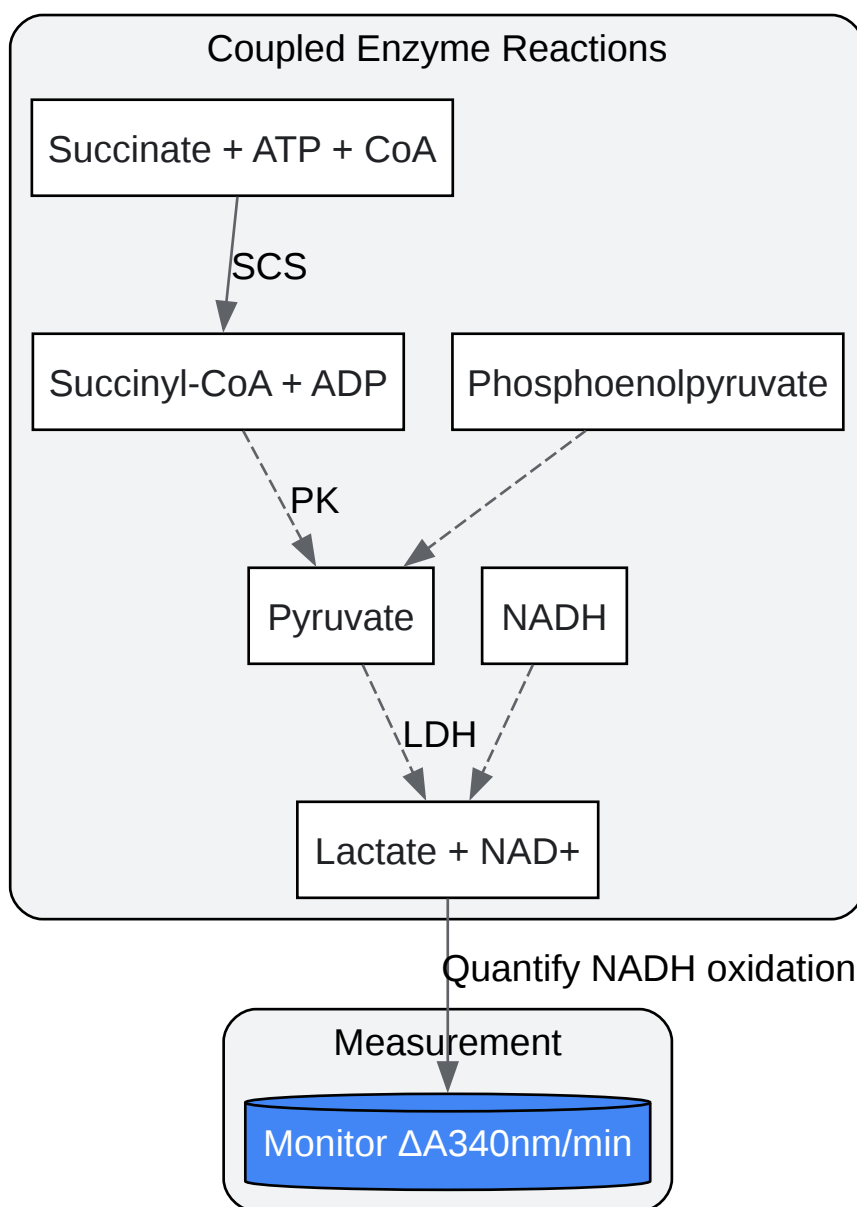 Coupled Enzyme Reactions
Succinate + ATP + CoA
SCS
Succinyl-CoA + ADP
Phosphoenolpyruvate
PK
Pyruvate
NADH
LDH
Lactate + NAD+
Quantify NADH oxidation
Measurement
Monitor ΔA340nm/min